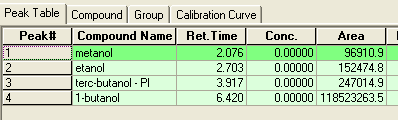 Peak Table Compound Group Calibration Curve
Peak# Compound Name Ret.Time Conc. Area
1 metanol 2.076 0.00000 96910.9
2 etanol 2.703 0.00000 152474.8
3 terc-butanol - PI 3.917 0.00000 247014.9
4 1-butanol 6.420 0.00000 118523263.5